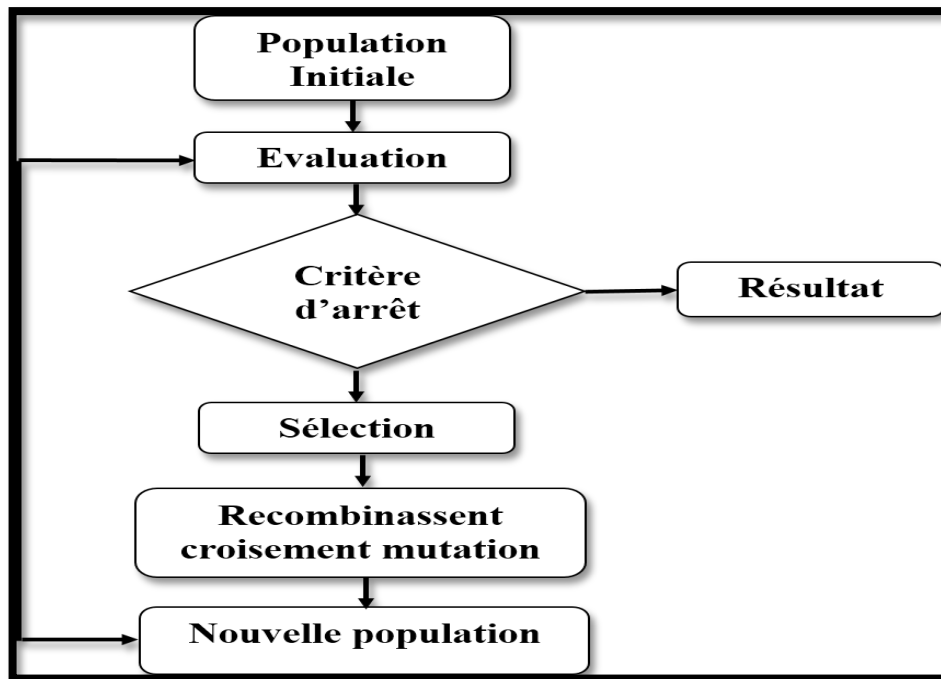 Population
Initiale
Evaluation
Critère
d’arrêt
Résultat
Sélection
Recombinassent
croisement mutation
Nouvelle population